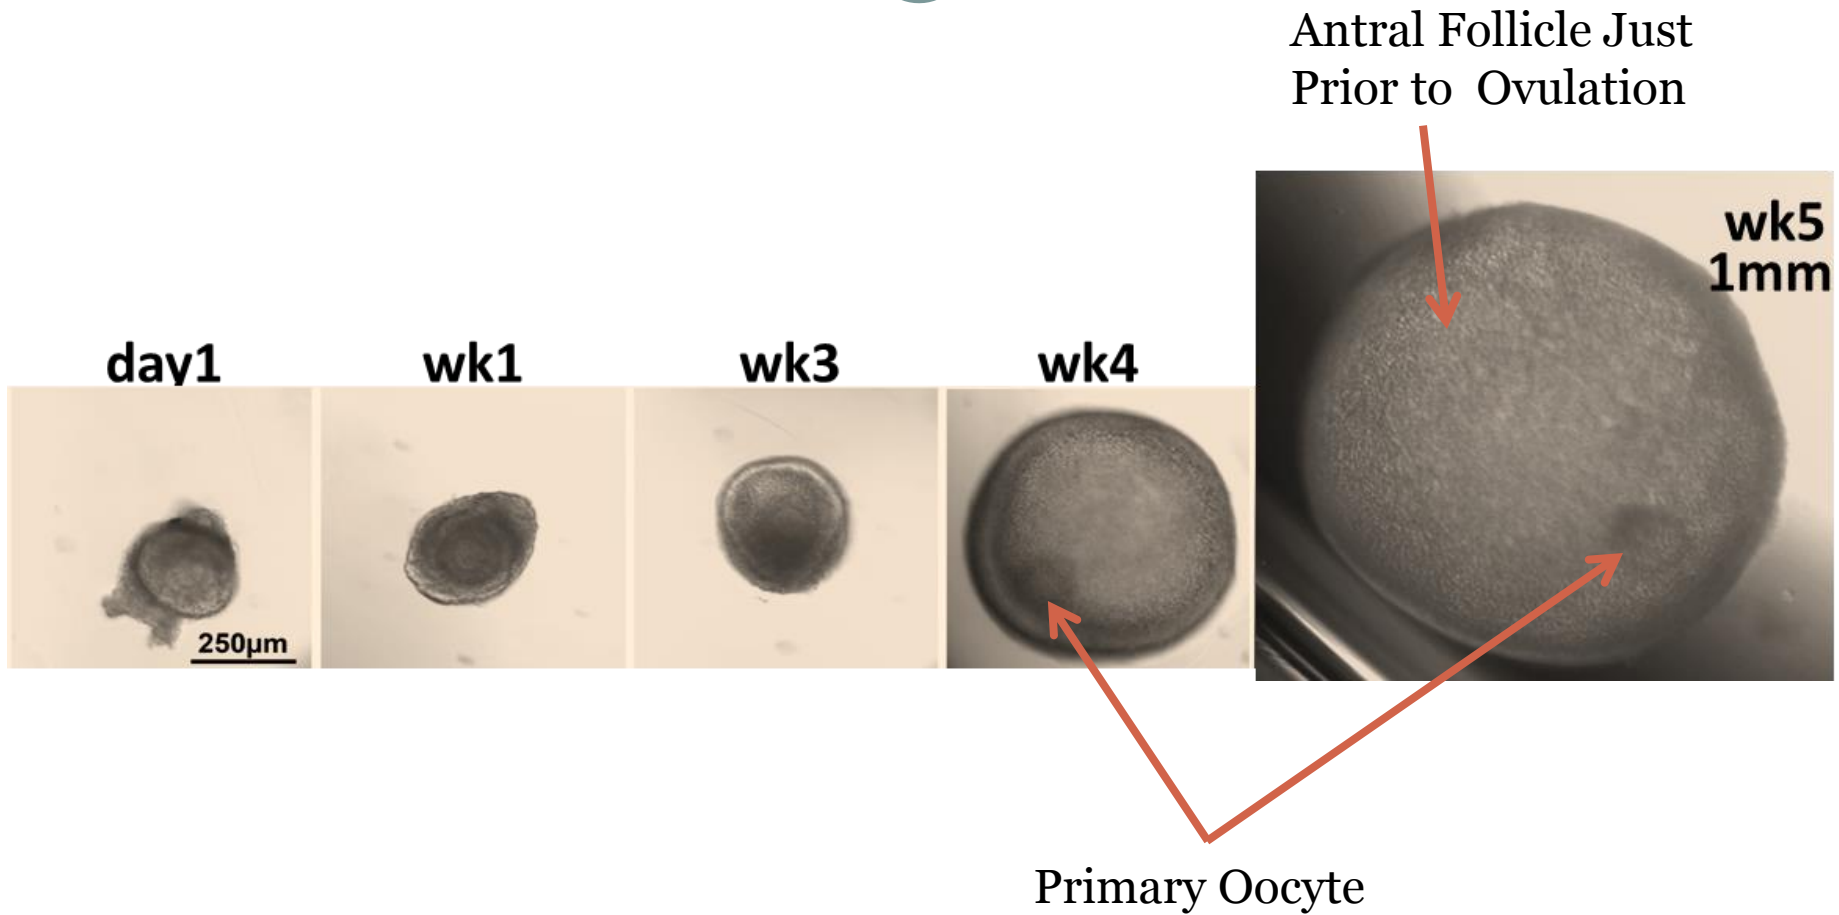 Antral Follicle Just
Prior to Ovulation
wk5
1mm
day1
wk1
wk3
wk4
250µm
Primary Oocyte